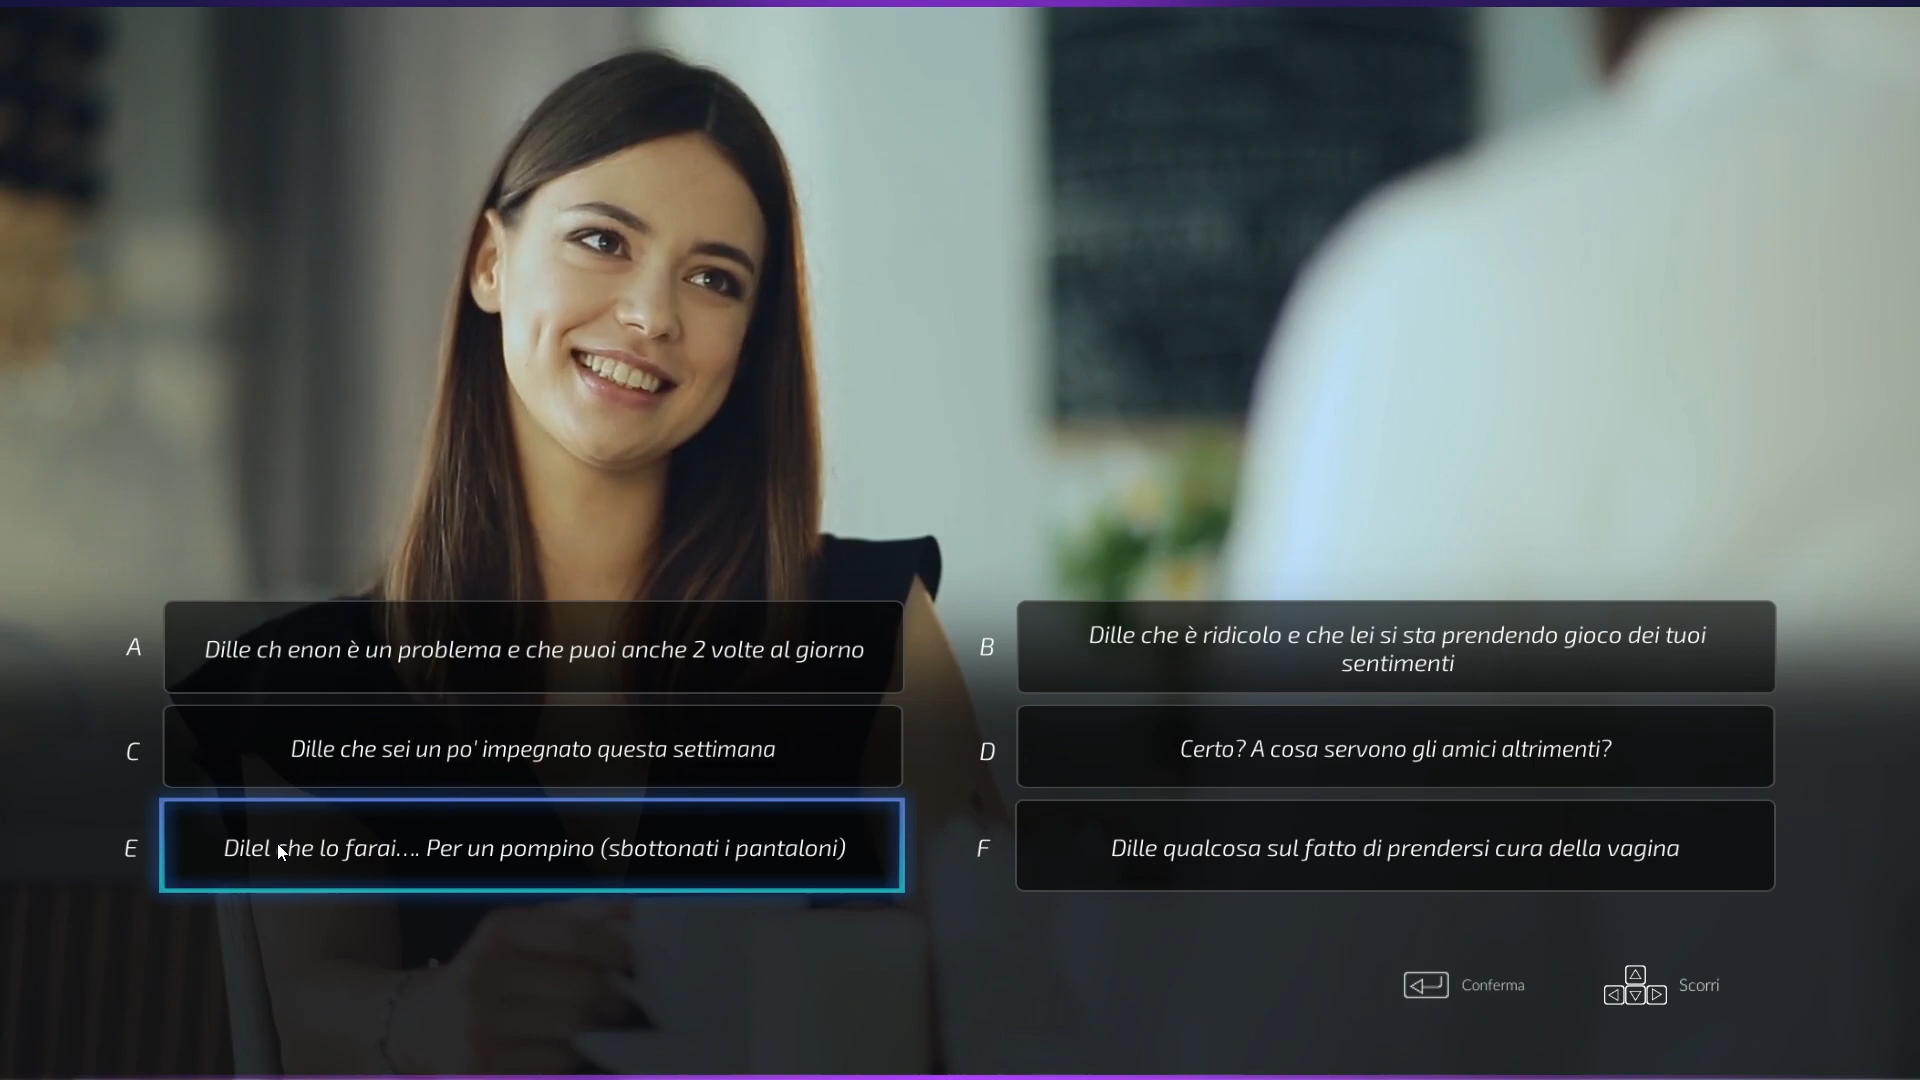 A
Dille ch enon è un problema e che puoi anche 2 volte al giorno
B
Dille che è ridicolo e che lei si sta prendendo gioco dei tuoi
sentimenti
C
Dille che sei un po' impegnato questa settimana
D
Certo? A cosa servono gli amici altrimenti?
E
Dilel che lo farai.... Per un pompino (sbottonati i pantaloni)
F
Dille qualcosa sul fatto di prendersi cura della vagina
Conferma
Scorri